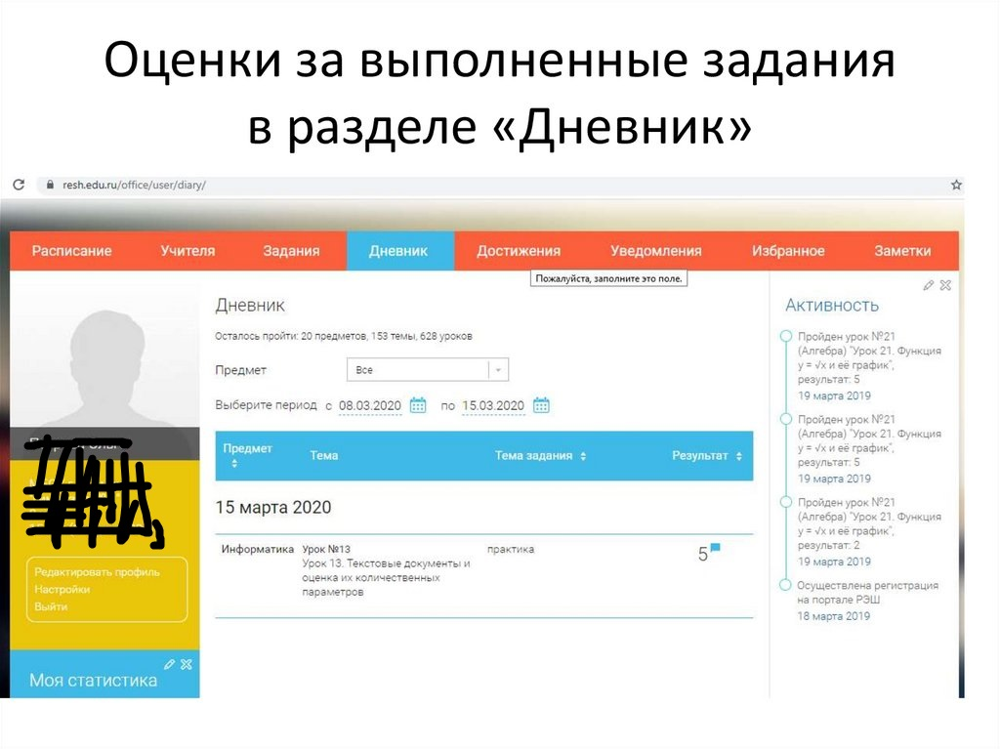 Оценки за выполненные задания
в разделе «Дневник»
resh.edu.ru/office/user/diary/
Расписание
Учителя
Задания
Дневник
Достижения
Уведомления
Избранное
Заметки
Пожалуйста, заполните это поле.
Дневник
Осталось пройти: 20 предметов, 153 темы, 628 уроков
Предмет
Все
Выберите период с 08.03.2020 по 15.03.2020
Предмет
Тема
Тема задания
Результат
15 марта 2020
Информатика
Урок №13
Урок 13. Текстовые документы и
оценка их количественных
параметров
практика
5
Активность
Пройден урок №21
(Алгебра) "Урок 21. Функция
y = √x и её график",
результат: 5
19 марта 2019
Пройден урок №21
(Алгебра) "Урок 21. Функция
y = √x и её график",
результат: 5
19 марта 2019
Пройден урок №21
(Алгебра) "Урок 21. Функция
y = √x и её график",
результат: 2
19 марта 2019
Осуществлена регистрация
на портале РЭШ
18 марта 2019
Редактировать профиль
Настройки
Выйти
Моя статистика